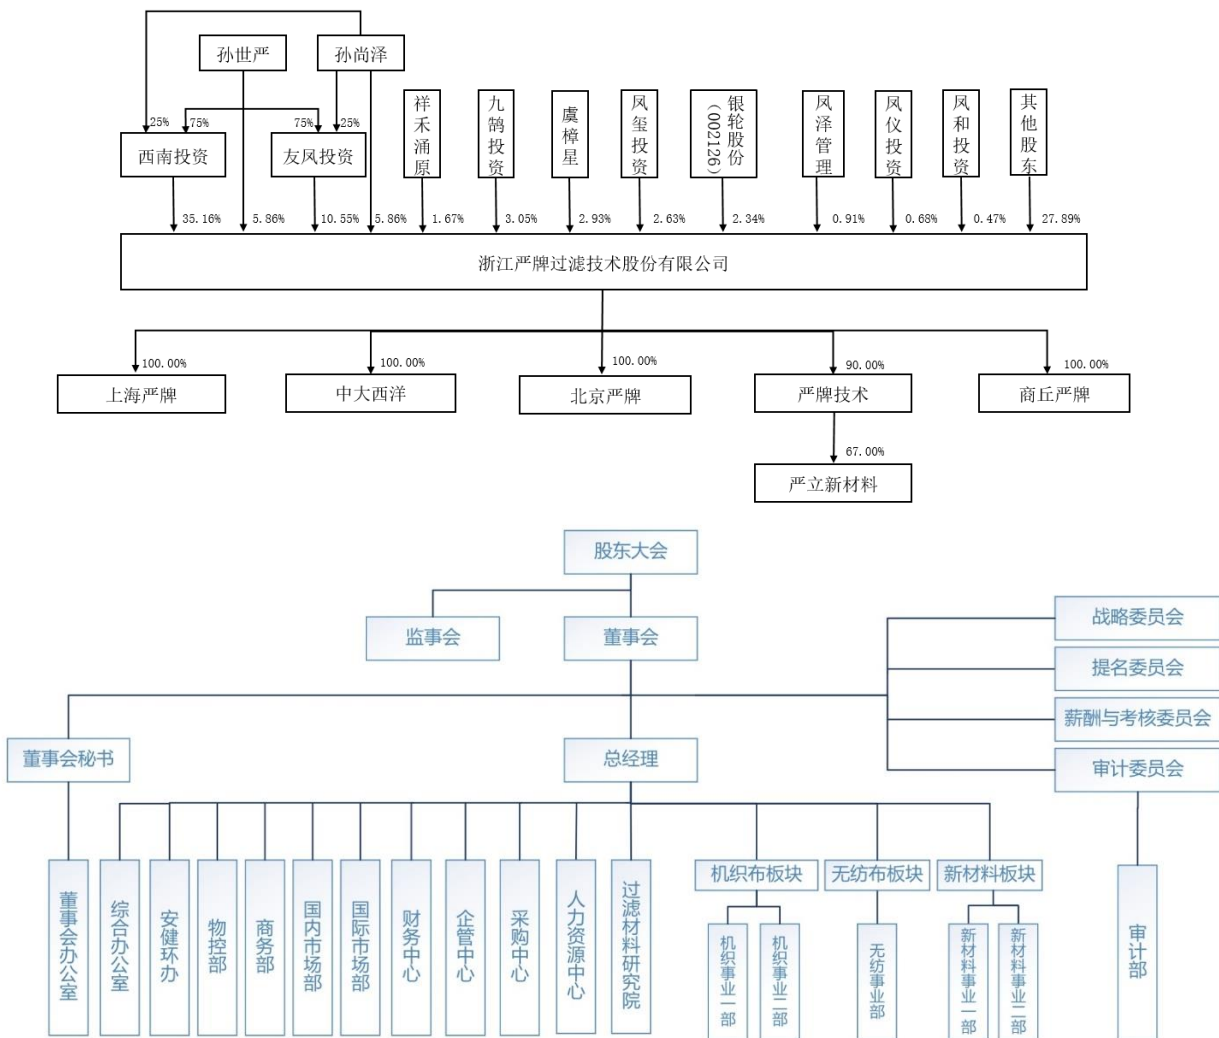 孙世严
孙尚泽
25%
75%
75%
25%
西南投资
友凤投资
祥禾涌原
九鹄投资
虞樟星
凤玺投资
银轮股份
(002126)
凤泽管理
凤仪投资
凤和投资
其他股东
35.16%
5.86%
10.55%
5.86%
1.67%
3.05%
2.93%
2.63%
2.34%
0.91%
0.68%
0.47%
27.89%
浙江严牌过滤技术股份有限公司
100.00%
100.00%
100.00%
90.00%
100.00%
上海严牌
中大西洋
北京严牌
严牌技术
商丘严牌
67.00%
严立新材料
股东大会
监事会
董事会
战略委员会
提名委员会
薪酬与考核委员会
审计委员会
董事会秘书
总经理
董事会办公室
综合办公室
安健环办
物控部
商务部
国内市场部
国际市场部
财务中心
企管中心
采购中心
人力资源中心
过滤材料研究院
机织布板块
无纺布板块
新材料板块
机织事业一部
机织事业二部
无纺事业部
新材料事业一部
新材料事业二部
审计部